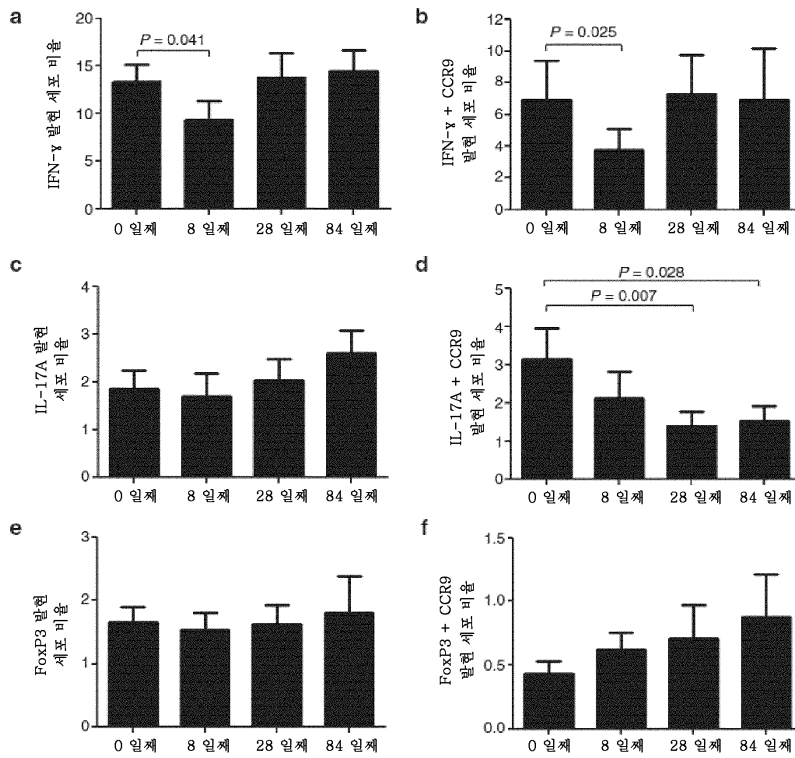 a
P = 0.041
IFN-ɣ 발현 세포 비율
20
15
10
5
0
0 일째 8 일째 28 일째 84 일째
b
P = 0.025
IFN-ɣ + CCR9
발현 세포 비율
12
10
8
6
4
2
0
0 일째 8 일째 28 일째 84 일째
c
IL-17A 발현
세포 비율
4
3
2
1
0
0 일째 8 일째 28 일째 84 일째
d
P = 0.028
P = 0.007
IL-17A + CCR9
발현 세포 비율
5
4
3
2
1
0
0 일째 8 일째 28 일째 84 일째
e
FoxP3 발현
세포 비율
3
2
1
0
0 일째 8 일째 28 일째 84 일째
f
FoxP3 + CCR9
발현 세포 비율
1.5
1.0
0.5
0.0
0 일째 8 일째 28 일째 84 일째